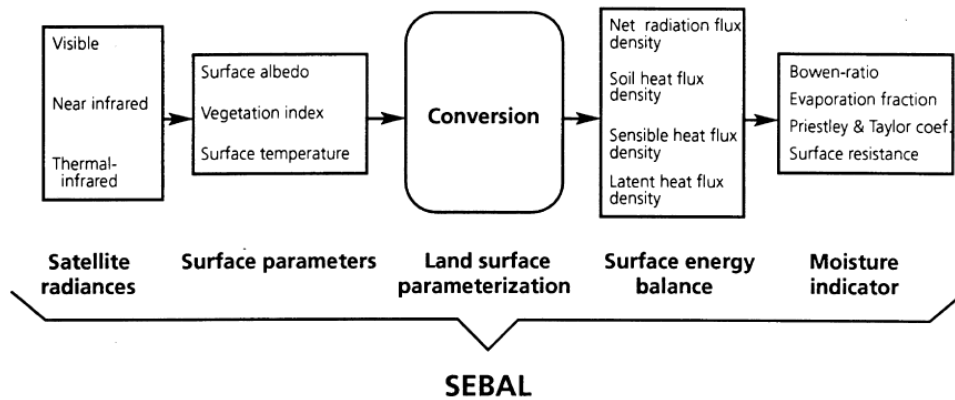 Visible
Near infrared
Thermal-
infrared
Surface albedo
Vegetation index
Surface temperature
Conversion
Net radiation flux
density
Soil heat flux
density
Sensible heat flux
density
Latent heat flux
density
Bowen-ratio
Evaporation fraction
Priestley & Taylor coef.
Surface resistance
Satellite
radiances
Surface parameters
Land surface
parameterization
Surface energy
balance
Moisture
indicator
SEBAL